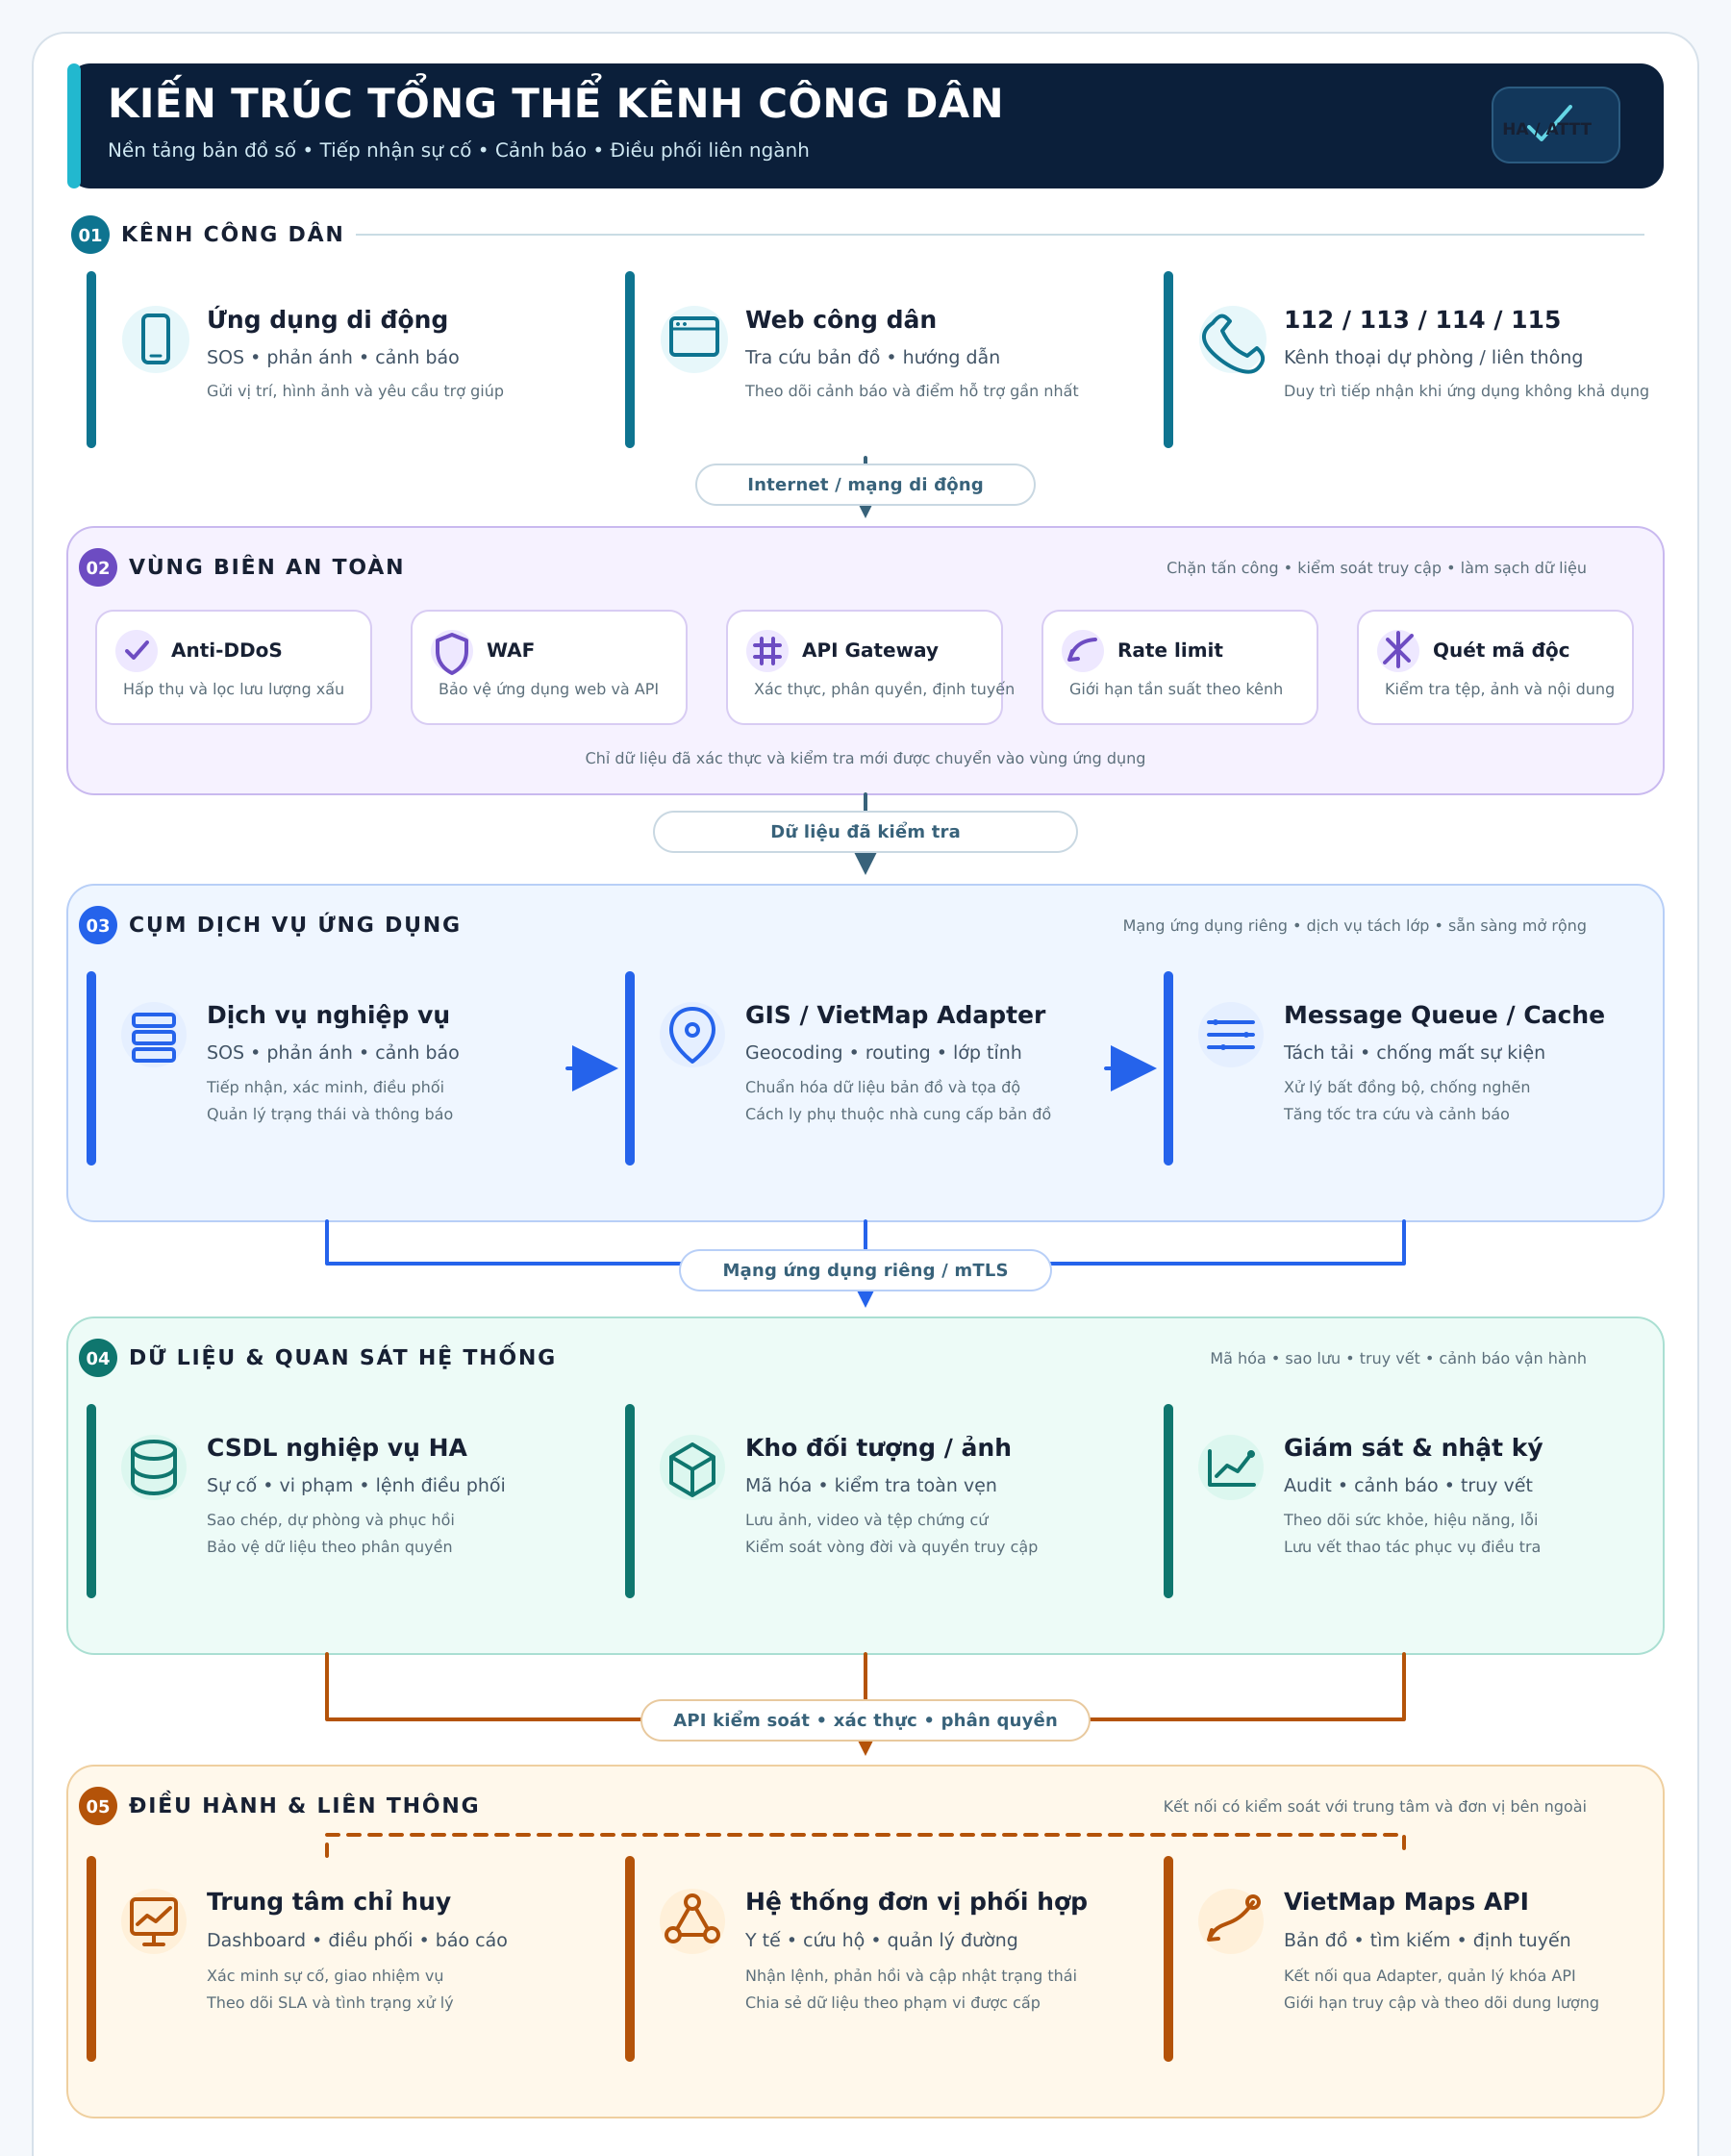 KIẾN TRÚC TỔNG THỂ KÊNH CÔNG DÂN
Nền tảng bản đồ số • Tiếp nhận sự cố • Cảnh báo • Điều phối liên ngành
HA / ATTT
01 KÊNH CÔNG DÂN
Ứng dụng di động
SOS • phản ánh • cảnh báo
Gửi vị trí, hình ảnh và yêu cầu trợ giúp
Web công dân
Tra cứu bản đồ • hướng dẫn
Theo dõi cảnh báo và điểm hỗ trợ gần nhất
112 / 113 / 114 / 115
Kênh thoại dự phòng / liên thông
Duy trì tiếp nhận khi ứng dụng không khả dụng
Internet / mạng di động
02 VÙNG BIÊN AN TOÀN
Chặn tấn công • kiểm soát truy cập • làm sạch dữ liệu
Anti-DDoS
Hấp thụ và lọc lưu lượng xấu
WAF
Bảo vệ ứng dụng web và API
API Gateway
Xác thực, phân quyền, định tuyến
Rate limit
Giới hạn tần suất theo kênh
Quét mã độc
Kiểm tra tệp, ảnh và nội dung
Chỉ dữ liệu đã xác thực và kiểm tra mới được chuyển vào vùng ứng dụng
Dữ liệu đã kiểm tra
03 CỤM DỊCH VỤ ỨNG DỤNG
Mạng ứng dụng riêng • dịch vụ tách lớp • sẵn sàng mở rộng
Dịch vụ nghiệp vụ
SOS • phản ánh • cảnh báo
Tiếp nhận, xác minh, điều phối
Quản lý trạng thái và thông báo
GIS / VietMap Adapter
Geocoding • routing • lớp tỉnh
Chuẩn hóa dữ liệu bản đồ và tọa độ
Cách ly phụ thuộc nhà cung cấp bản đồ
Message Queue / Cache
Tách tải • chống mất sự kiện
Xử lý bất đồng bộ, chống nghẽn
Tăng tốc tra cứu và cảnh báo
Mạng ứng dụng riêng / mTLS
04 DỮ LIỆU & QUAN SÁT HỆ THỐNG
Mã hóa • sao lưu • truy vết • cảnh báo vận hành
CSDL nghiệp vụ HA
Sự cố • vi phạm • lệnh điều phối
Sao chép, dự phòng và phục hồi
Bảo vệ dữ liệu theo phân quyền
Kho đối tượng / ảnh
Mã hóa • kiểm tra toàn vẹn
Lưu ảnh, video và tệp chứng cứ
Kiểm soát vòng đời và quyền truy cập
Giám sát & nhật ký
Audit • cảnh báo • truy vết
Theo dõi sức khỏe, hiệu năng, lỗi
Lưu vết thao tác phục vụ điều tra
API kiểm soát • xác thực • phân quyền
05 ĐIỀU HÀNH & LIÊN THÔNG
Kết nối có kiểm soát với trung tâm và đơn vị bên ngoài
Trung tâm chỉ huy
Dashboard • điều phối • báo cáo
Xác minh sự cố, giao nhiệm vụ
Theo dõi SLA và tình trạng xử lý
Hệ thống đơn vị phối hợp
Y tế • cứu hộ • quản lý đường
Nhận lệnh, phản hồi và cập nhật trạng thái
Chia sẻ dữ liệu theo phạm vi được cấp
VietMap Maps API
Bản đồ • tìm kiếm • định tuyến
Kết nối qua Adapter, quản lý khóa API
Giới hạn truy cập và theo dõi dung lượng